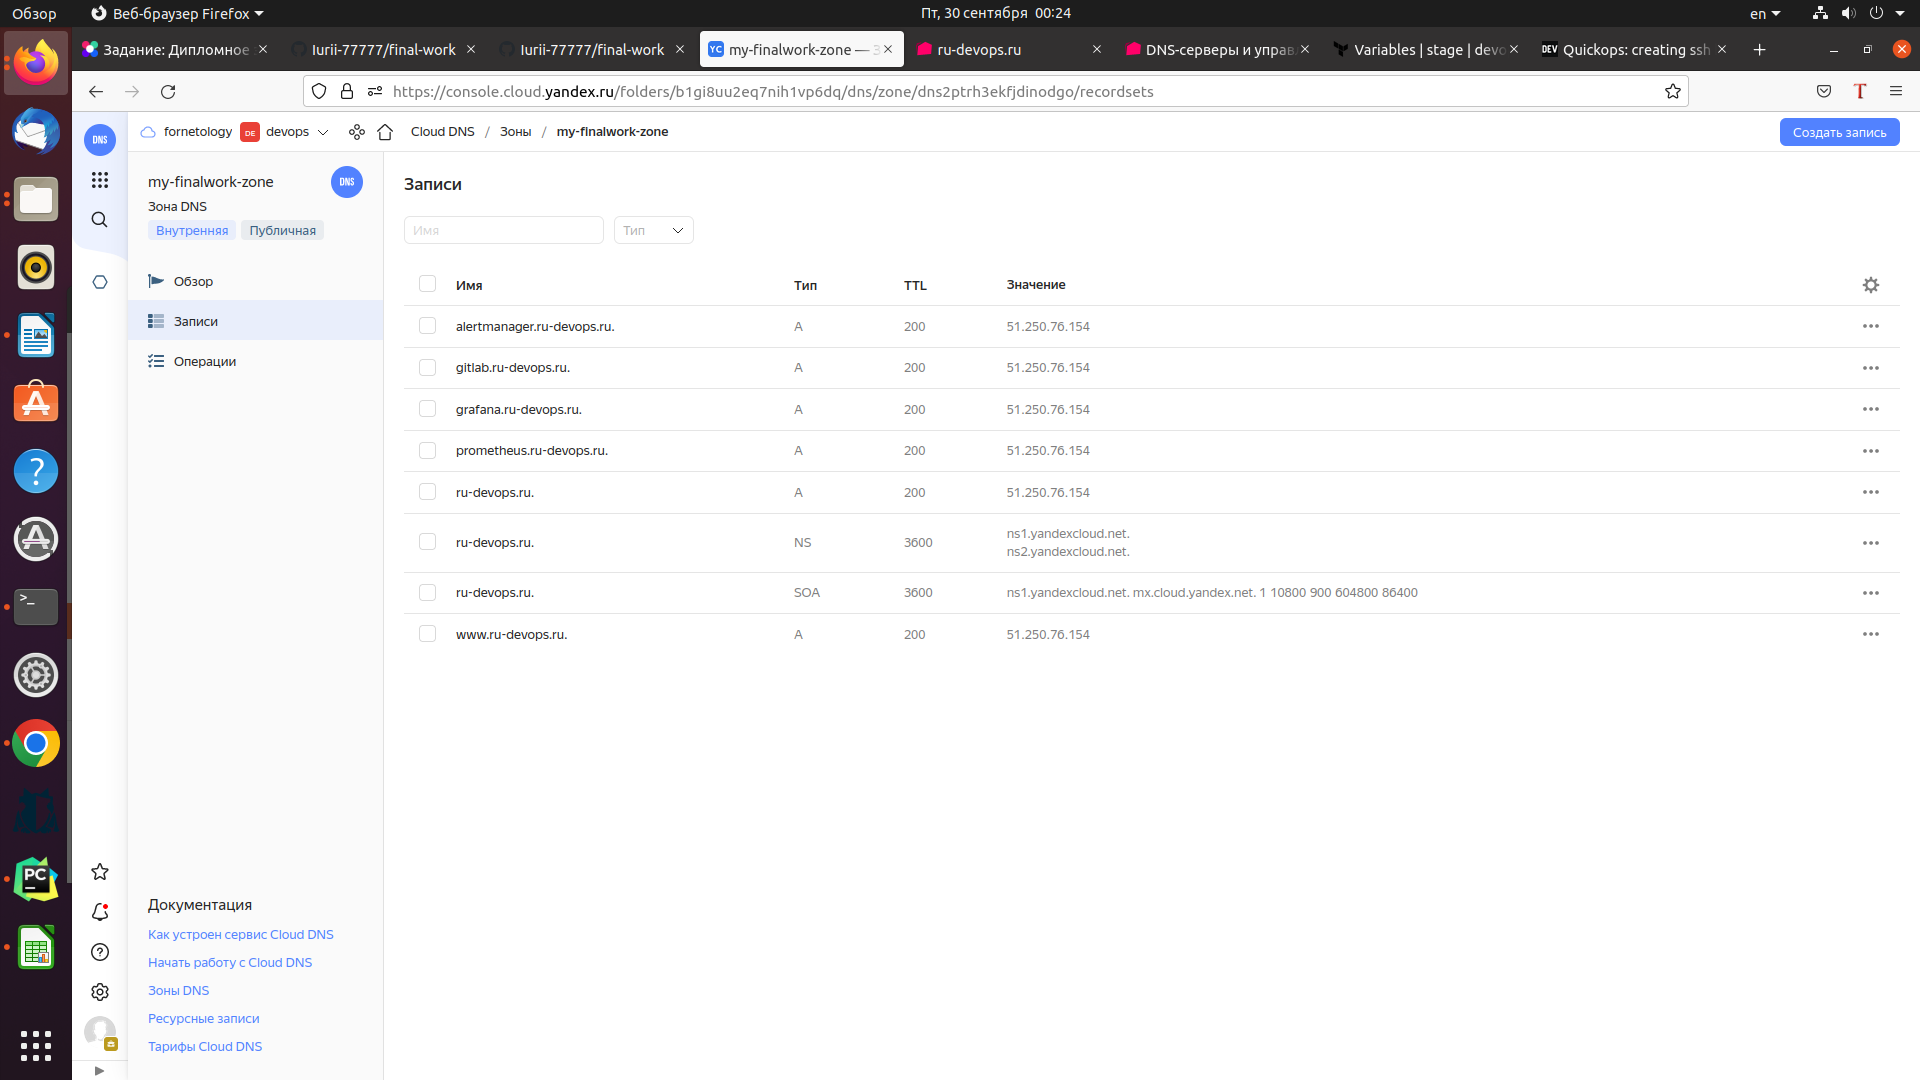 Обзор
Веб-браузер Firefox
Пт, 30 сентября 00:24
en
Задание: Дипломное
Iurii-77777/final-work
Iurii-77777/final-work
YC my-finalwork-zone — З
ru-devops.ru
DNS-серверы и управл
Variables | stage | devo
DEV Quickops: creating ssh
https://console.cloud.yandex.ru/folders/b1gi8uu2eq7nih1vp6dq/dns/zone/dns2ptrh3ekfjdinodgo/recordsets
T
DNS
fornetology
DE devops
Cloud DNS / Зоны / my-finalwork-zone
Создать запись
my-finalwork-zone
DNS
Зона DNS
Внутренняя Публичная
Обзор
Записи
Операции
Записи
Имя
Тип
Имя Тип TTL Значение
alertmanager.ru-devops.ru. A 200 51.250.76.154
gitlab.ru-devops.ru. A 200 51.250.76.154
grafana.ru-devops.ru. A 200 51.250.76.154
prometheus.ru-devops.ru. A 200 51.250.76.154
ru-devops.ru. A 200 51.250.76.154
ru-devops.ru. NS 3600 ns1.yandexcloud.net.
ns2.yandexcloud.net.
ru-devops.ru. SOA 3600 ns1.yandexcloud.net. mx.cloud.yandex.net. 1 10800 900 604800 86400
www.ru-devops.ru. A 200 51.250.76.154
PC
Документация
Как устроен сервис Cloud DNS
Начать работу с Cloud DNS
Зоны DNS
Ресурсные записи
Тарифы Cloud DNS